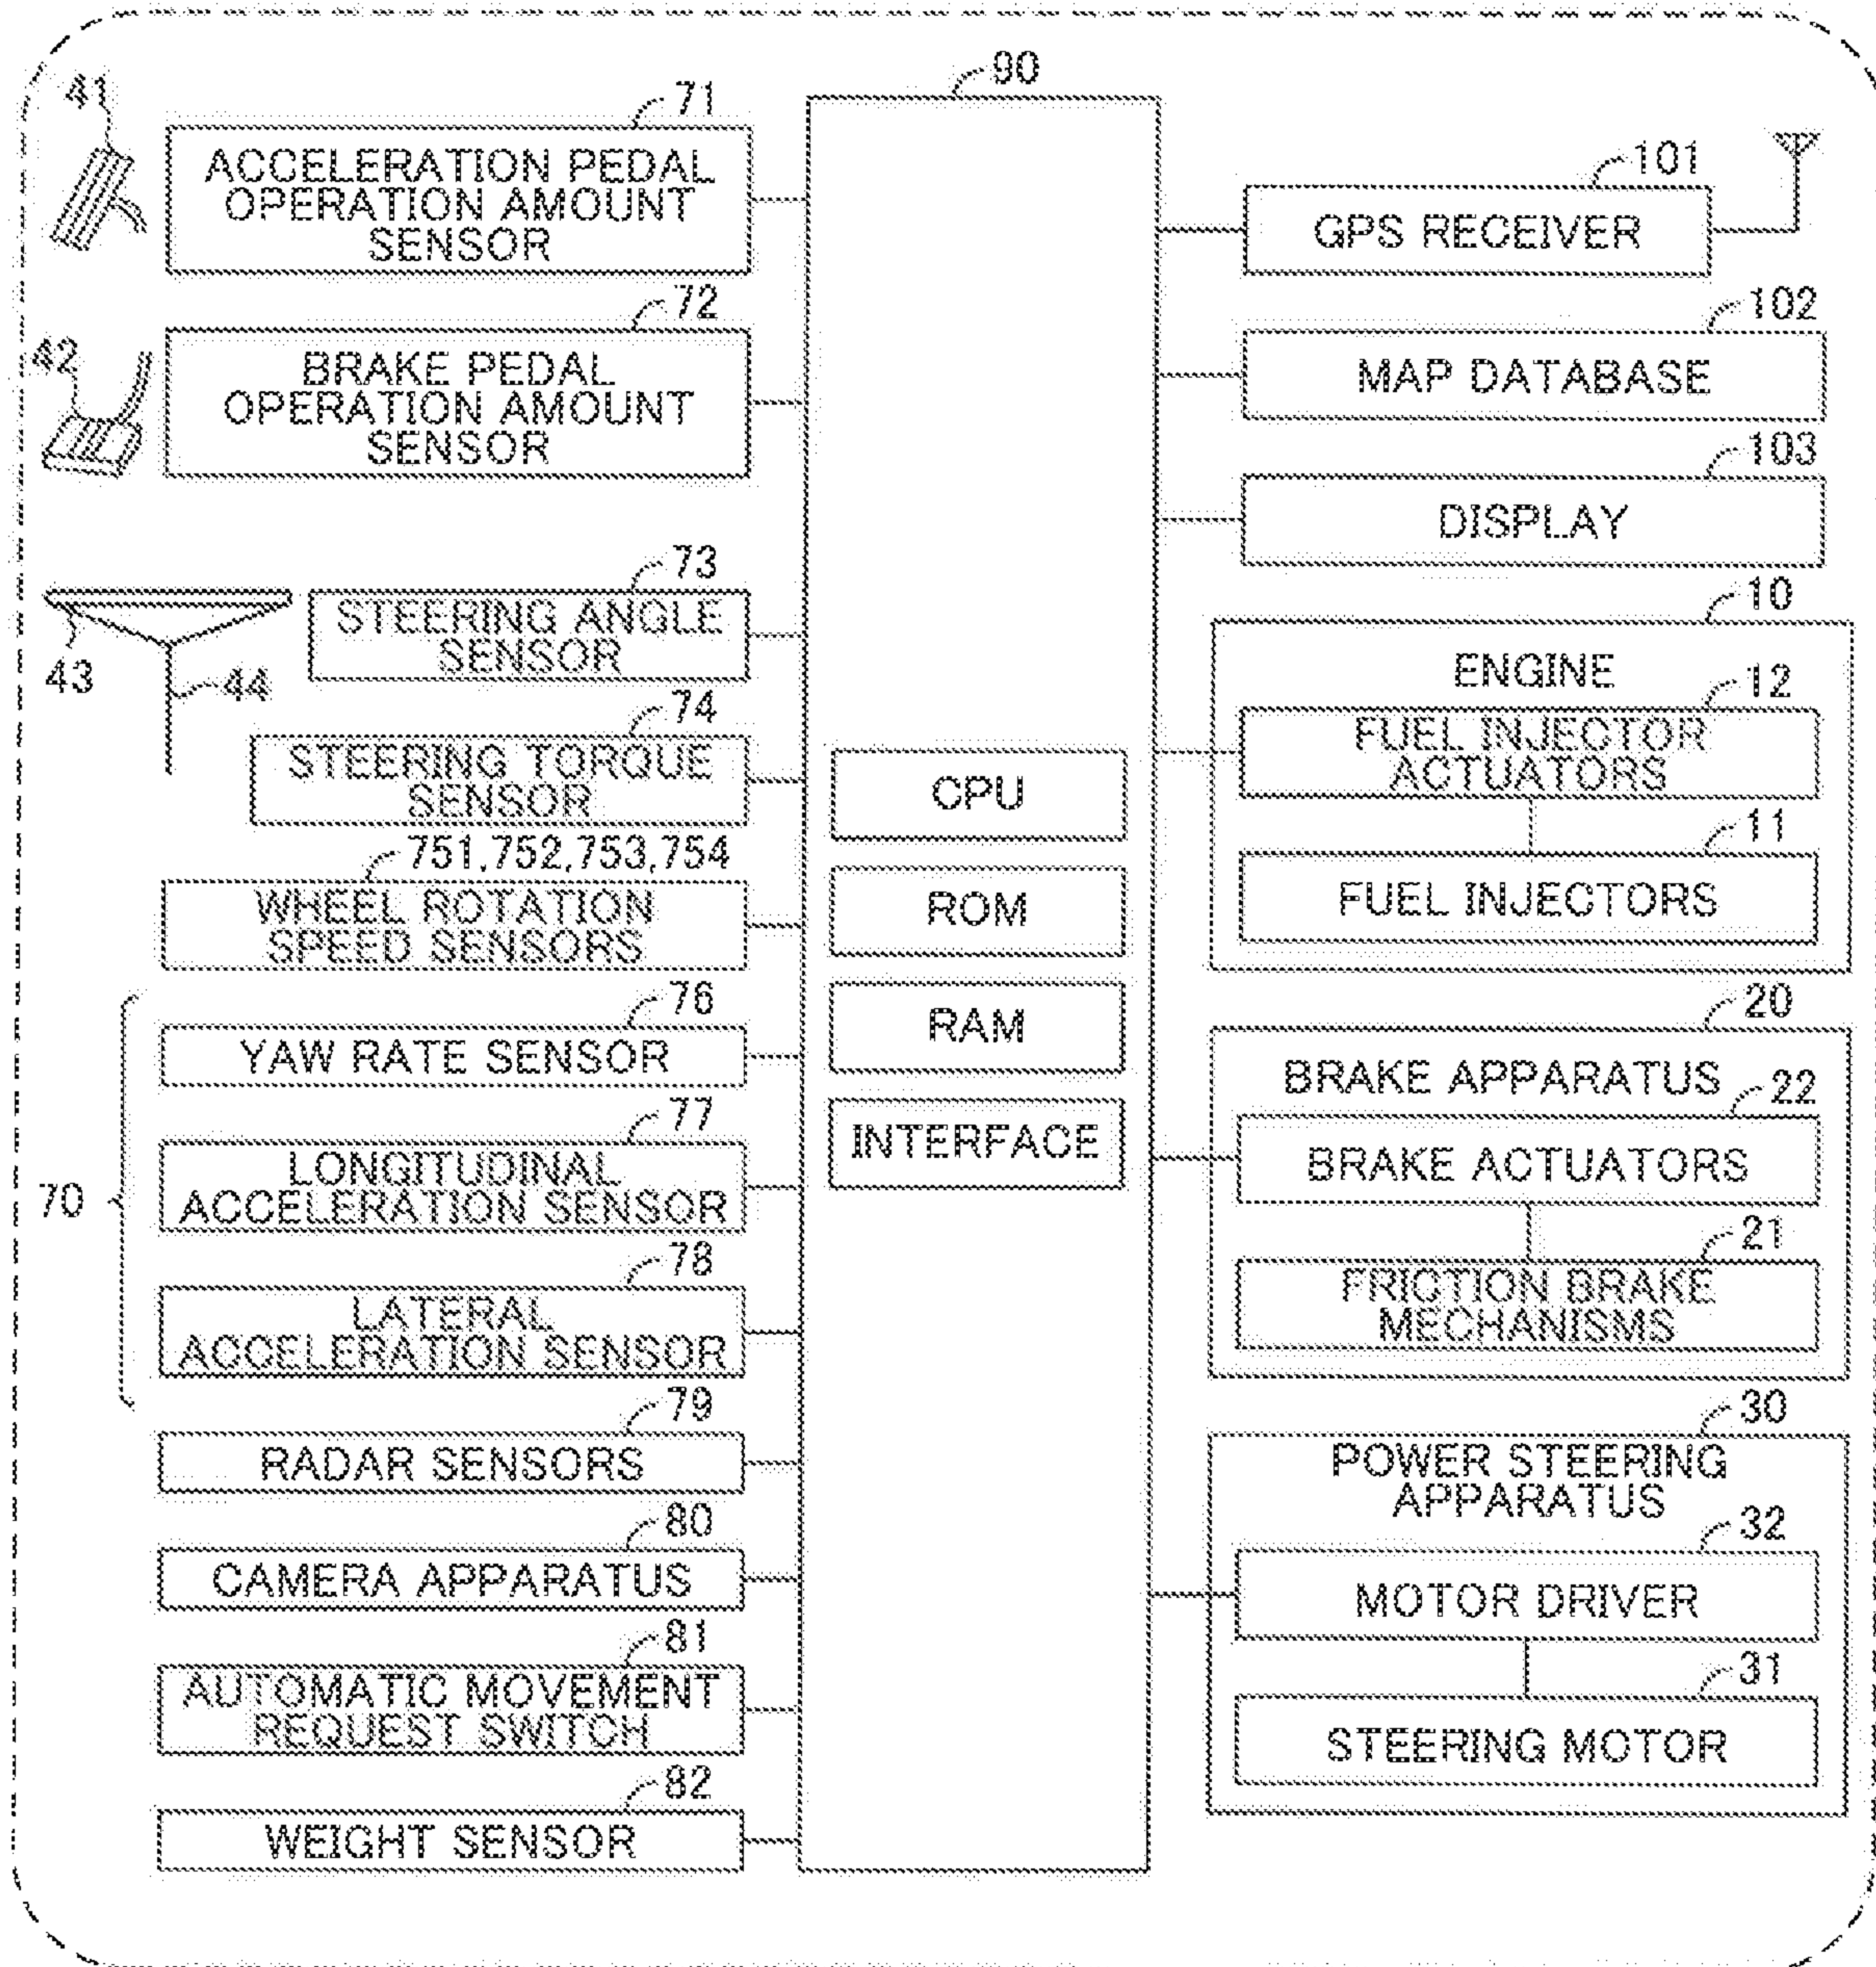 90
41
71
ACCELERATION PEDAL
OPERATION AMOUNT
SENSOR
42
72
BRAKE PEDAL
OPERATION AMOUNT
SENSOR
43
44
73
STEERING ANGLE
SENSOR
74
STEERING TORQUE
SENSOR
751,752,753,754
WHEEL ROTATION
SPEED SENSORS
70
76
YAW RATE SENSOR
77
LONGITUDINAL
ACCELERATION SENSOR
78
LATERAL
ACCELERATION SENSOR
79
RADAR SENSORS
80
CAMERA APPARATUS
81
AUTOMATIC MOVEMENT
REQUEST SWITCH
82
WEIGHT SENSOR
CPU
ROM
RAM
INTERFACE
101
GPS RECEIVER
102
MAP DATABASE
103
DISPLAY
10
ENGINE
12
FUEL INJECTOR
ACTUATORS
11
FUEL INJECTORS
20
BRAKE APPARATUS
22
BRAKE ACTUATORS
21
FRICTION BRAKE
MECHANISMS
30
POWER STEERING
APPARATUS
32
MOTOR DRIVER
31
STEERING MOTOR